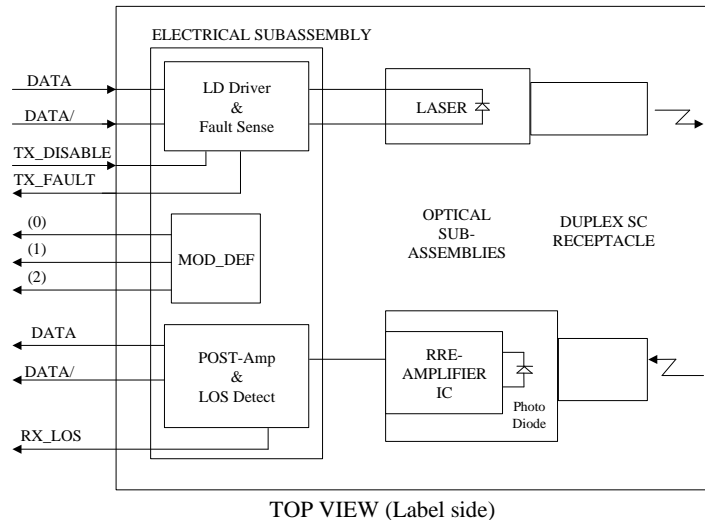 ELECTRICAL SUBASSEMBLY
DATA
DATA/
TX_DISABLE
TX_FAULT
LD Driver
&
Fault Sense
LASER
(0)
(1)
(2)
MOD_DEF
OPTICAL
SUB-
ASSEMBLIES
DUPLEX SC
RECEPTACLE
DATA
DATA/
RX_LOS
POST-Amp
&
LOS Detect
RRE-
AMPLIFIER
IC
Photo
Diode
TOP VIEW (Label side)